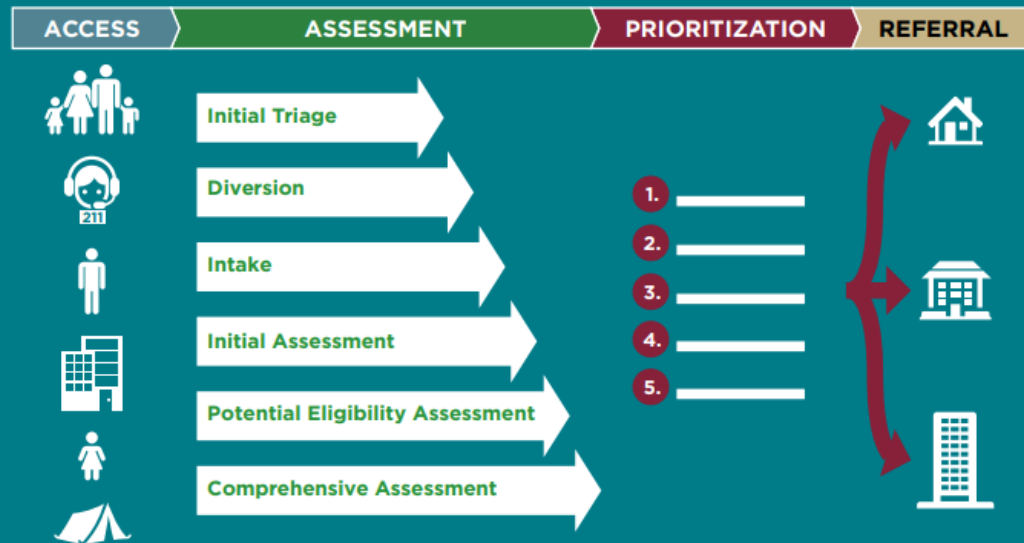 ACCESS
ASSESSMENT
PRIORITIZATION
REFERRAL
211
Initial Triage
Diversion
Intake
Initial Assessment
Potential Eligibility Assessment
Comprehensive Assessment
1.
2.
3.
4.
5.